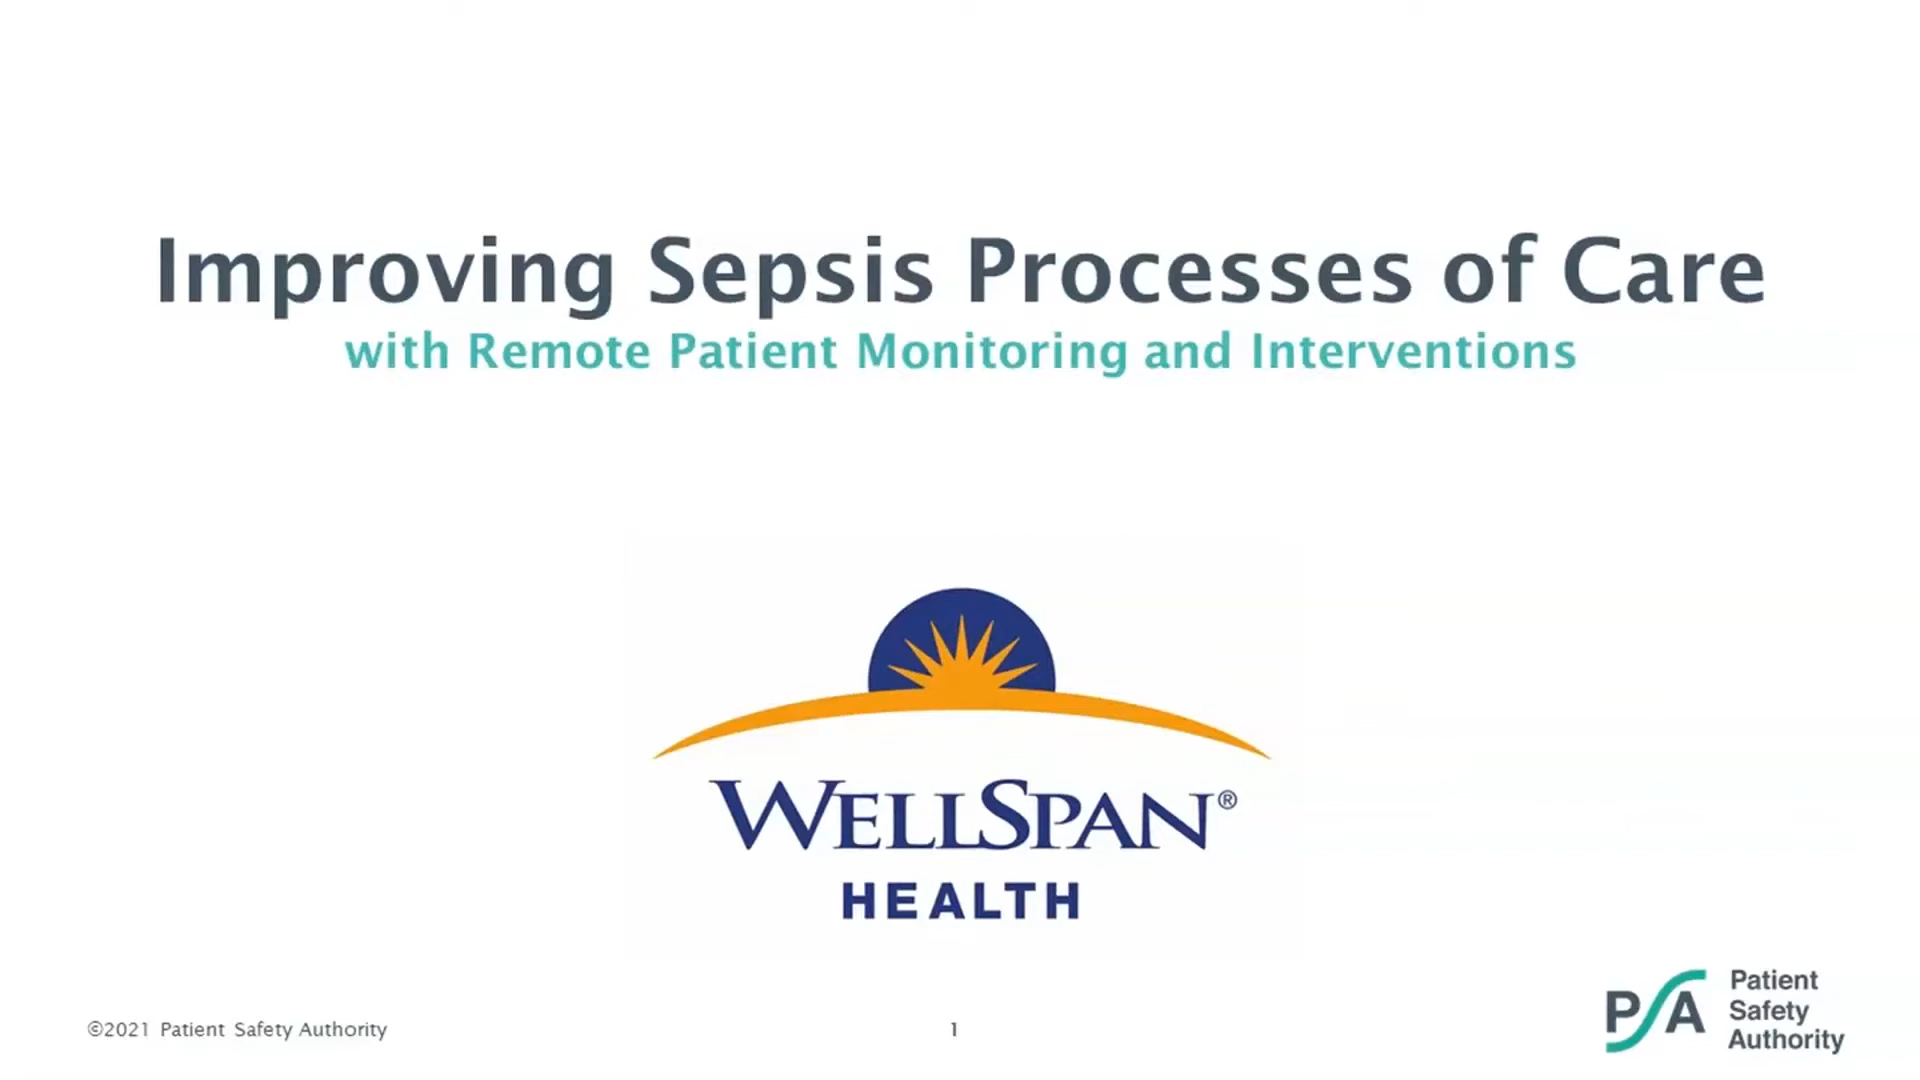 Improving Sepsis Processes of Care
with Remote Patient Monitoring and Interventions
WELLSPAN®
HEALTH
©2021 Patient Safety Authority
1
PSA
Patient
Safety
Authority